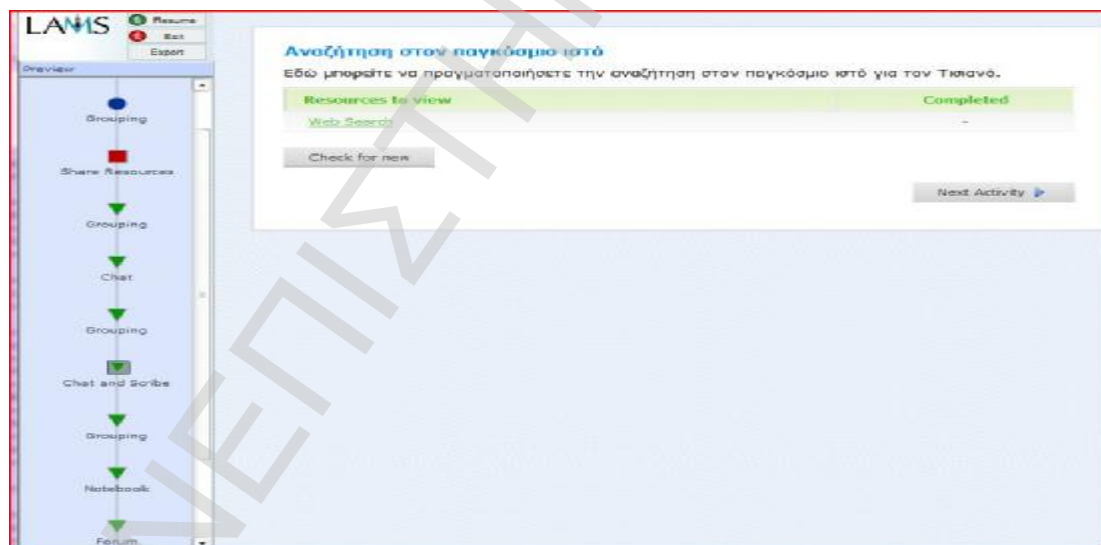 LAMS
Resume
Exit
Export
Preview
Grouping
Share Resources
Grouping
Chat
Grouping
Chat and Scribe
Grouping
Notebook
Forum
Αναζήτηση στον παγκόσμιο ιστό
Εδώ μπορείτε να πραγματοποιήσετε την αναζήτηση στον παγκόσμιο ιστό για τον Τιτανό.
Resources to view Completed
Web Search -
Check for new
Next Activity
ΝΕΠΙΣΤΗ